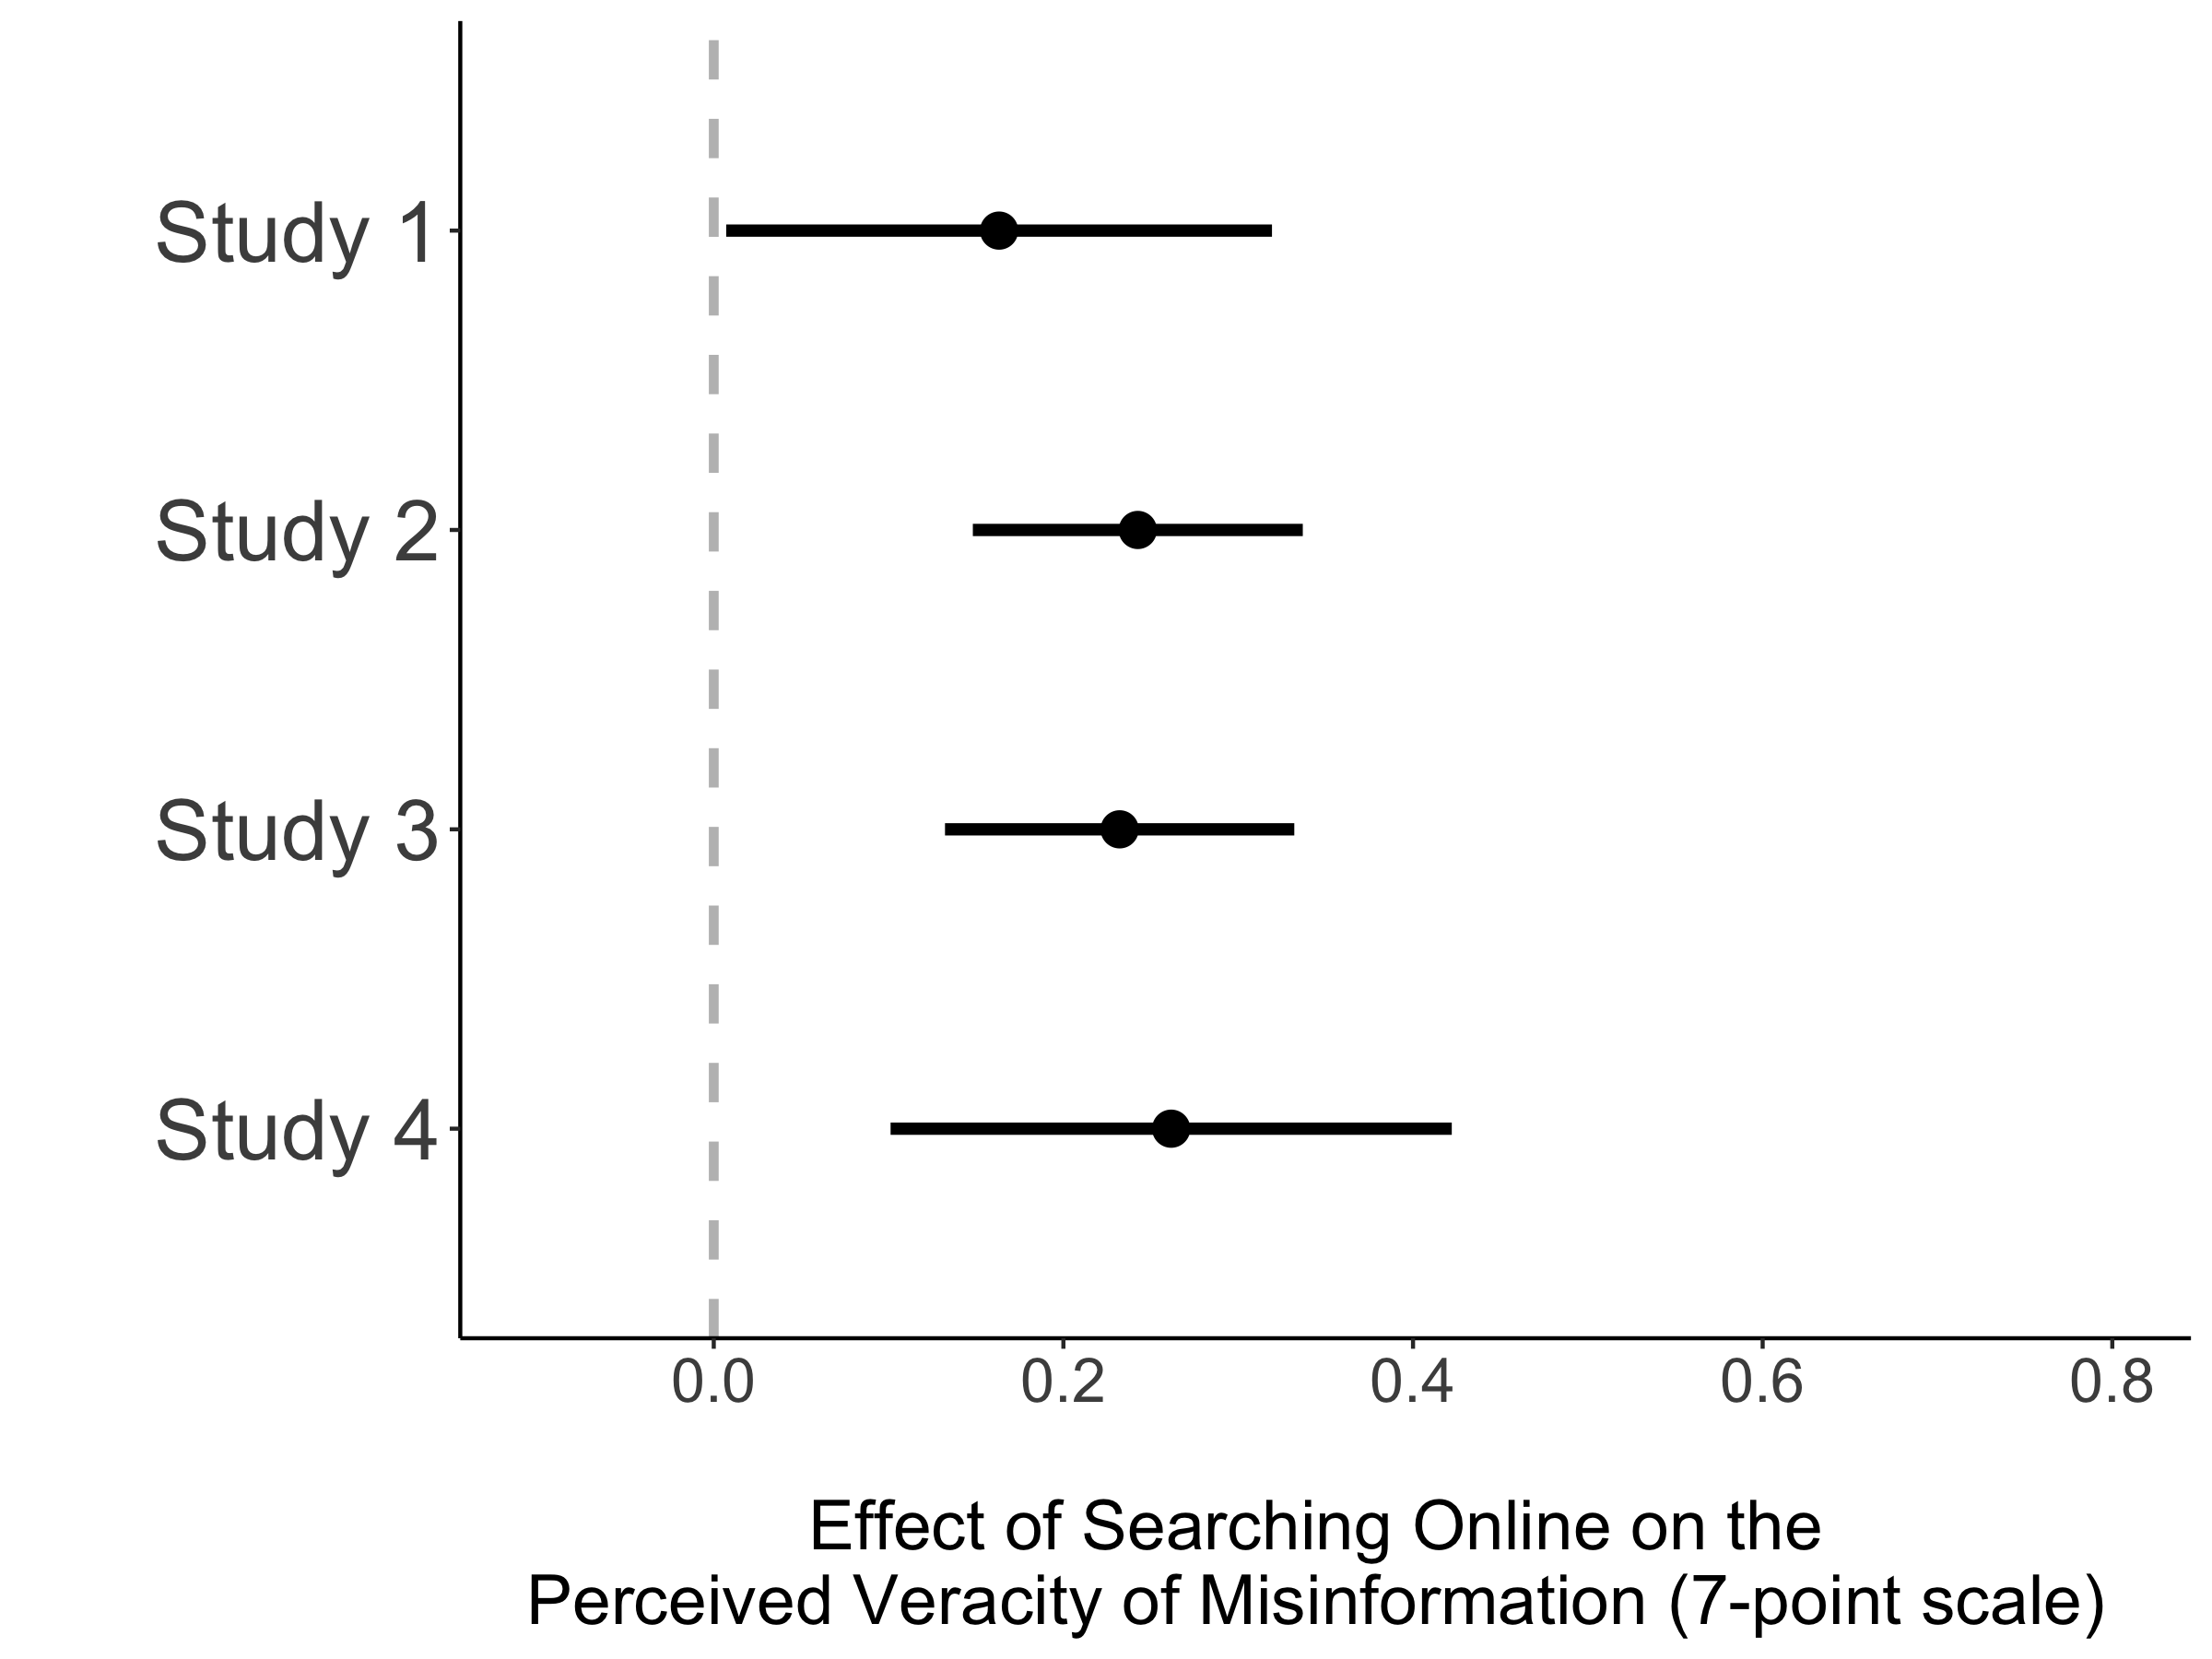 Study 1
Study 2
Study 3
Study 4
0.0 0.2 0.4 0.6 0.8
Effect of Searching Online on the
Perceived Veracity of Misinformation (7-point scale)